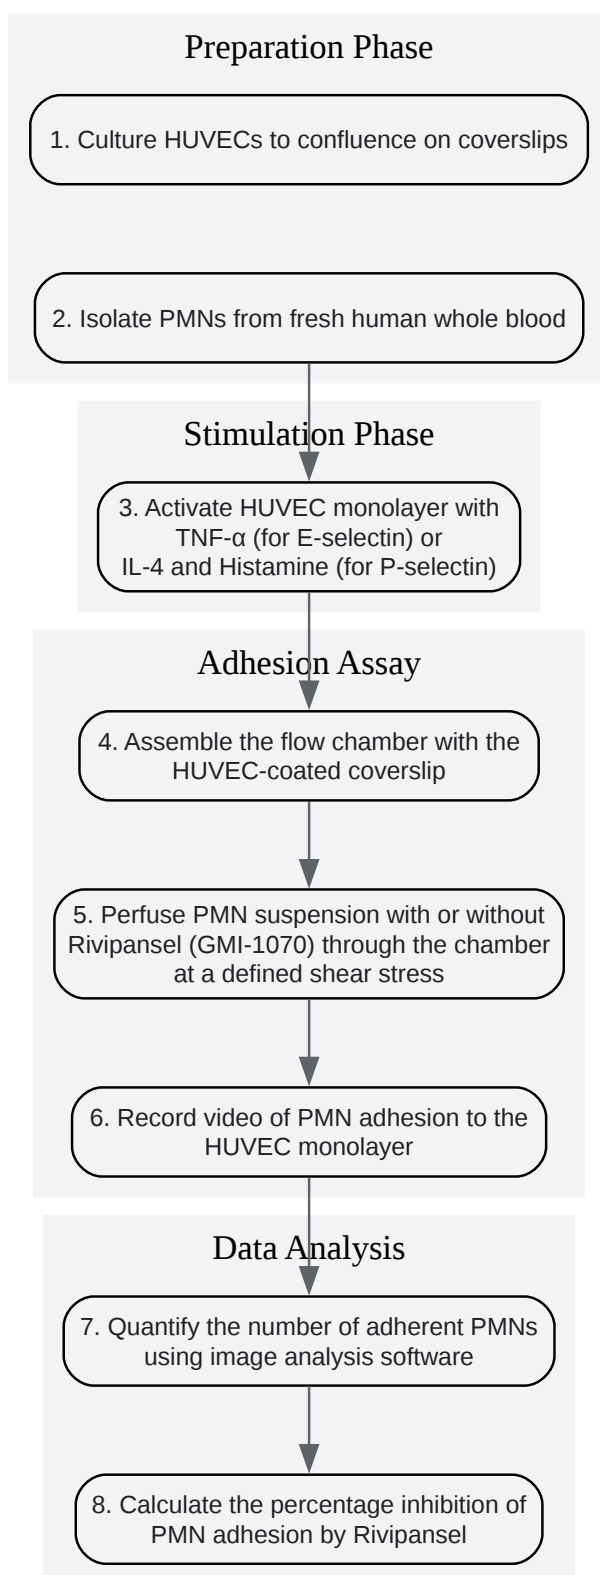 Preparation Phase
1. Culture HUVECs to confluence on coverslips
2. Isolate PMNs from fresh human whole blood
Stimulation Phase
3. Activate HUVEC monolayer with
TNF-α (for E-selectin) or
IL-4 and Histamine (for P-selectin)
Adhesion Assay
4. Assemble the flow chamber with the
HUVEC-coated coverslip
5. Perfuse PMN suspension with or without
Rivipansel (GMI-1070) through the chamber
at a defined shear stress
6. Record video of PMN adhesion to the
HUVEC monolayer
Data Analysis
7. Quantify the number of adherent PMNs
using image analysis software
8. Calculate the percentage inhibition of
PMN adhesion by Rivipansel